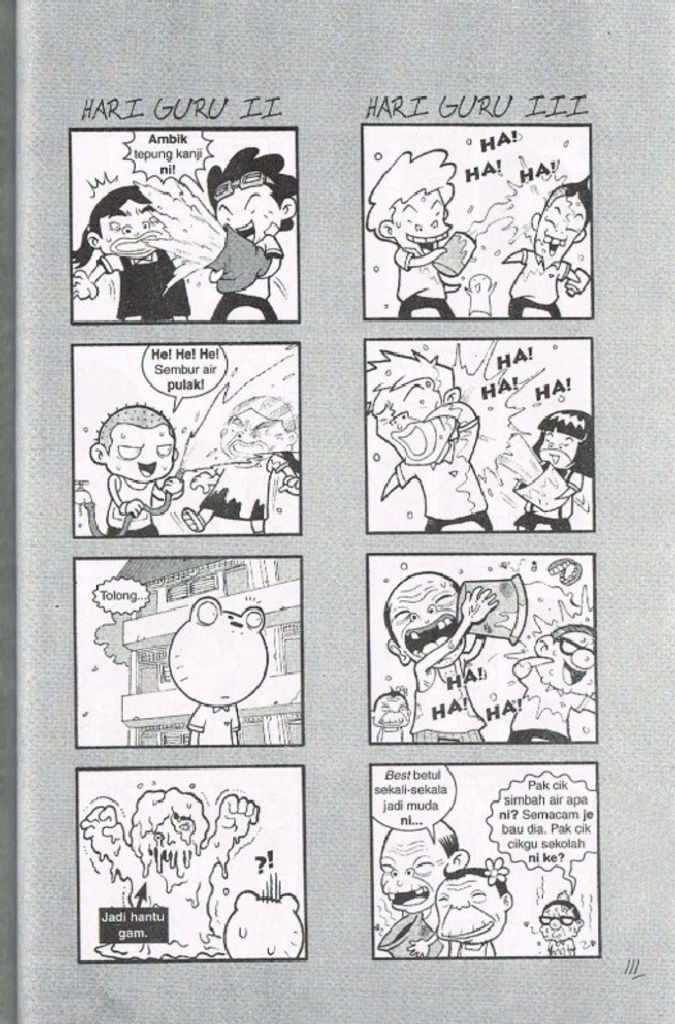 HARI GURU II
Ambik
tepung kanji
ni!
He! He! He!
Sembur air
pulak!
Tolong...
?!
Jadi hantu
gam.
HARI GURU III
HA!
HA!
HA!
HA!
HA!
HA!
HA!
HA!
HA!
Best betul
sekali-sekala
jadi muda
ni...
Pak cik
simbah air apa
ni? Semacam je
bau dia. Pak cik
cikgu sekolah
ni ke?
111